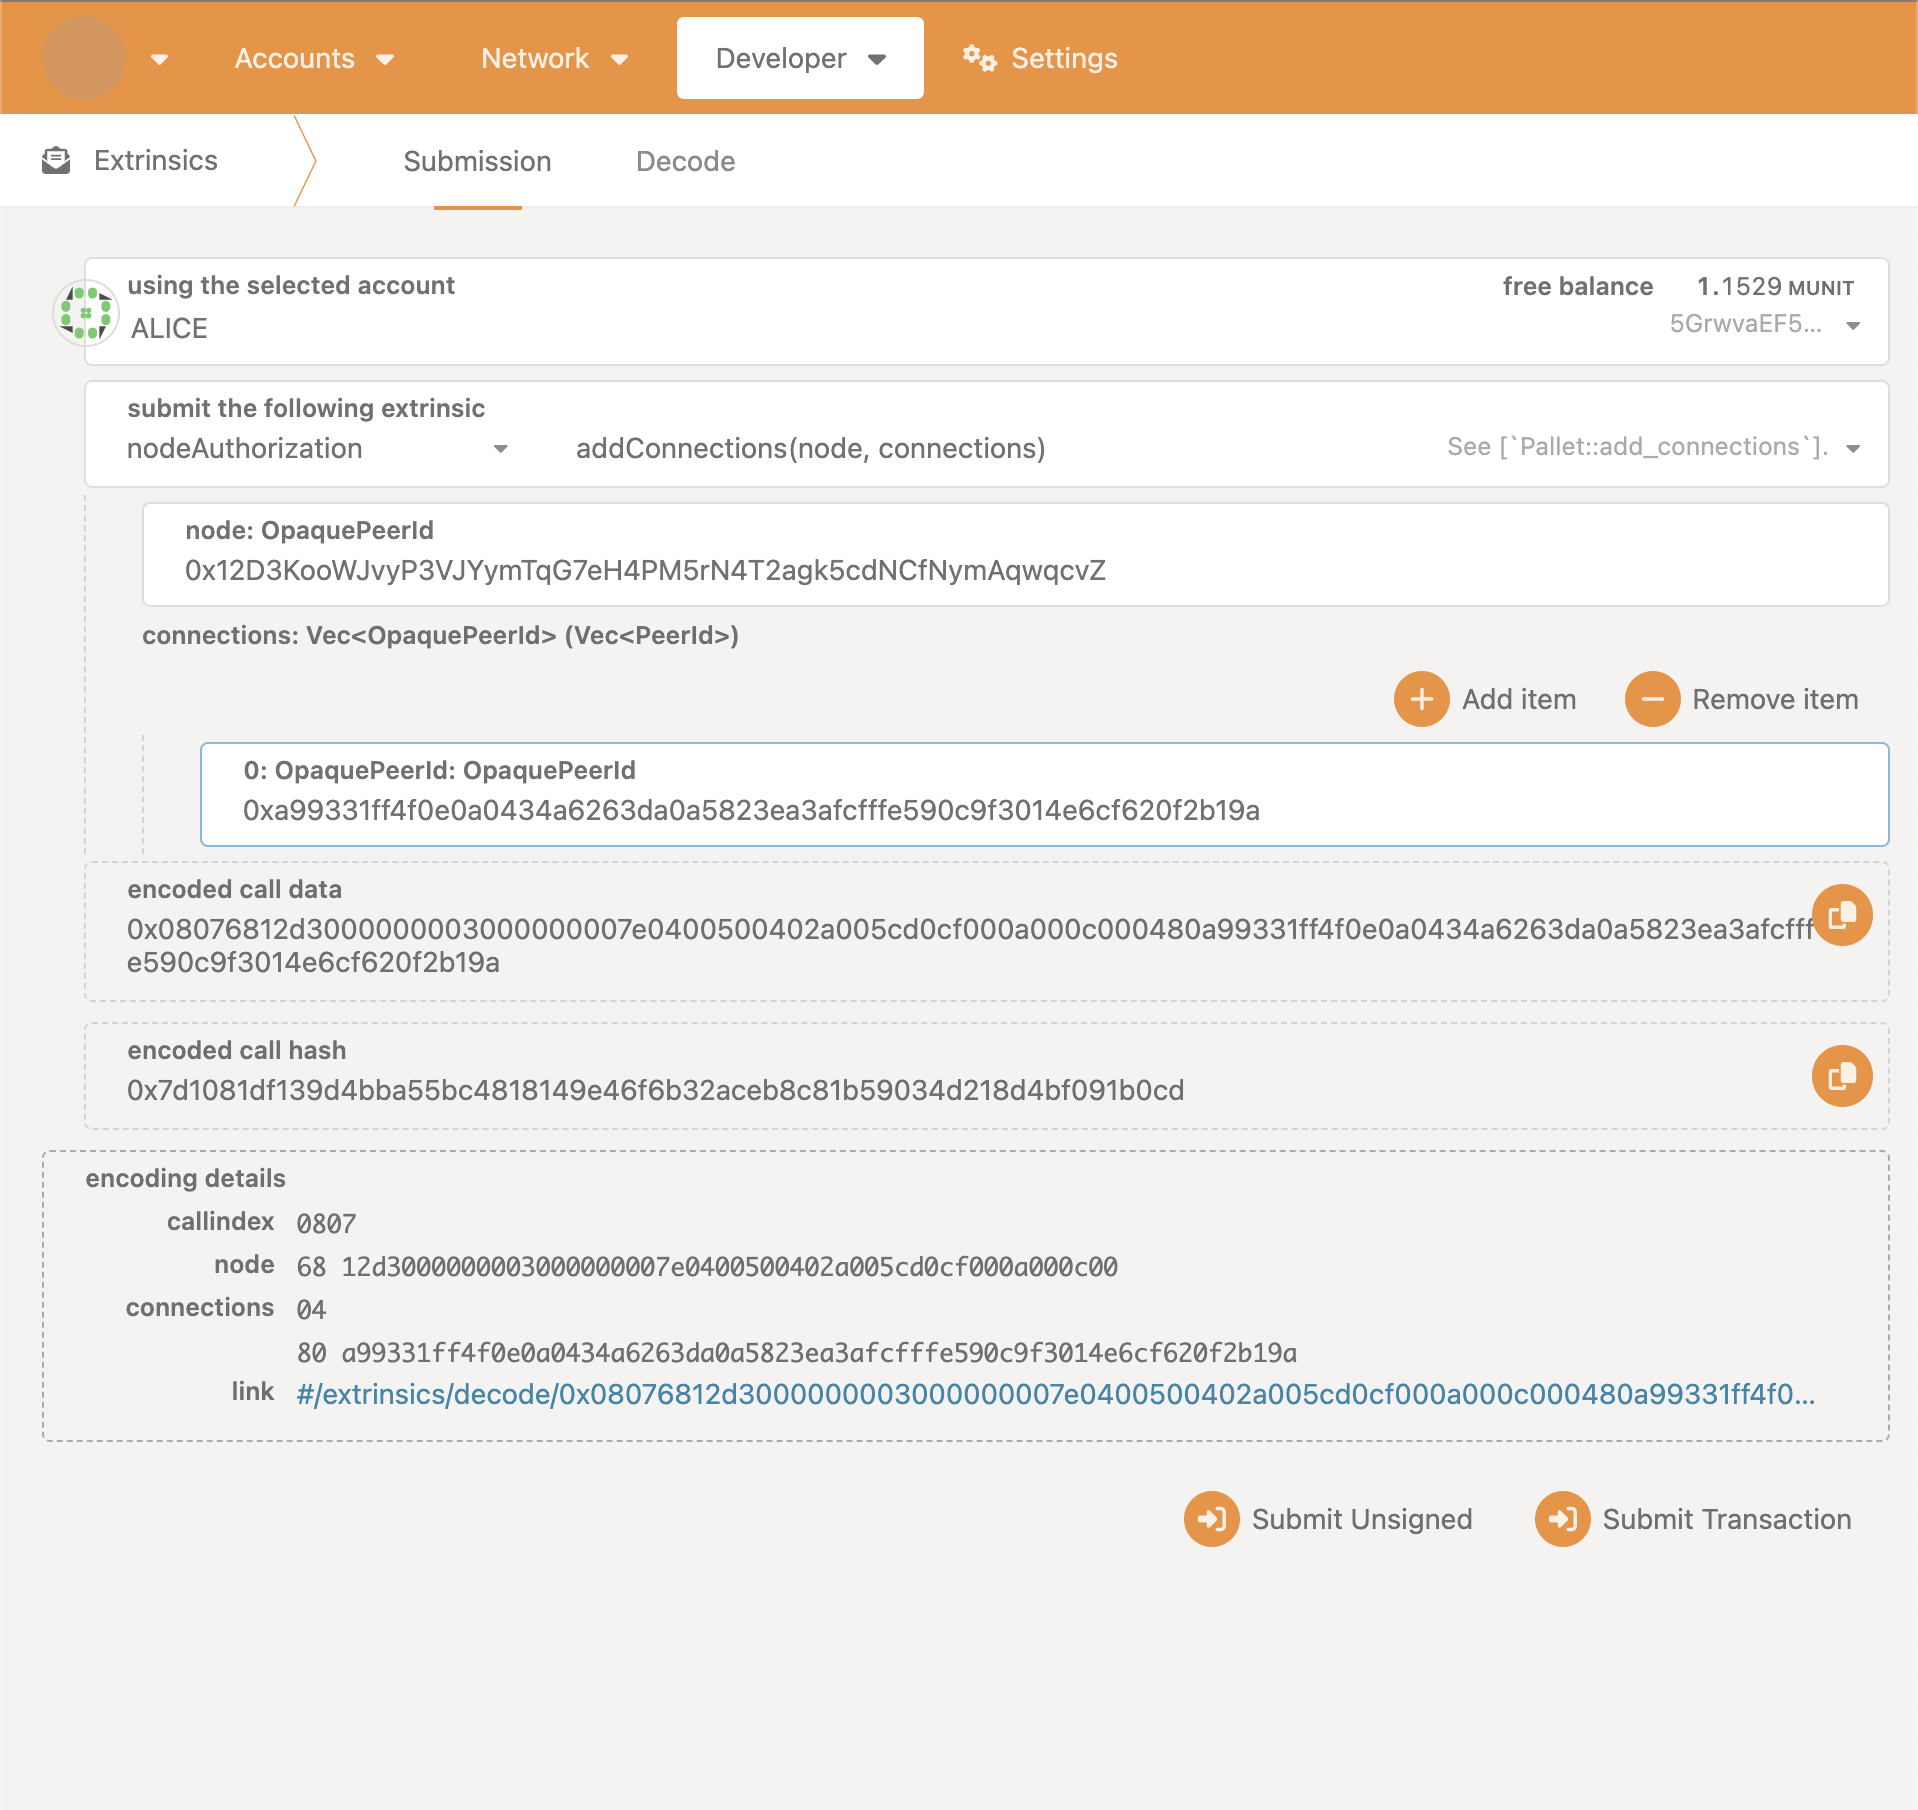 Accounts
Network
Developer
Settings
Extrinsics
Submission
Decode
using the selected account
ALICE
free balance 1.1529 MUNIT
5GrwvaEF5...
submit the following extrinsic
nodeAuthorization
addConnections(node, connections)
See [`Pallet::add_connections`].
node: OpaquePeerId
0x12D3KooWJvyP3VJYymTqG7eH4PM5rN4T2agk5cdNCfNymAqwqcvZ
connections: Vec<OpaquePeerId> (Vec<PeerId>)
Add item
Remove item
0: OpaquePeerId: OpaquePeerId
0xa99331ff4f0e0a0434a6263da0a5823ea3afcfffe590c9f3014e6cf620f2b19a
encoded call data
0x08076812d3000000003000000007e0400500402a005cd0cf000a000c000480a99331ff4f0e0a0434a6263da0a5823ea3afcfff
e590c9f3014e6cf620f2b19a
encoded call hash
0x7d1081df139d4bba55bc4818149e46f6b32aceb8c81b59034d218d4bf091b0cd
encoding details
callindex 0807
node 68 12d3000000003000000007e0400500402a005cd0cf000a000c00
connections 04
80 a99331ff4f0e0a0434a6263da0a5823ea3afcfffe590c9f3014e6cf620f2b19a
link #/extrinsics/decode/0x08076812d3000000003000000007e0400500402a005cd0cf000a000c000480a99331ff4f0...
Submit Unsigned
Submit Transaction